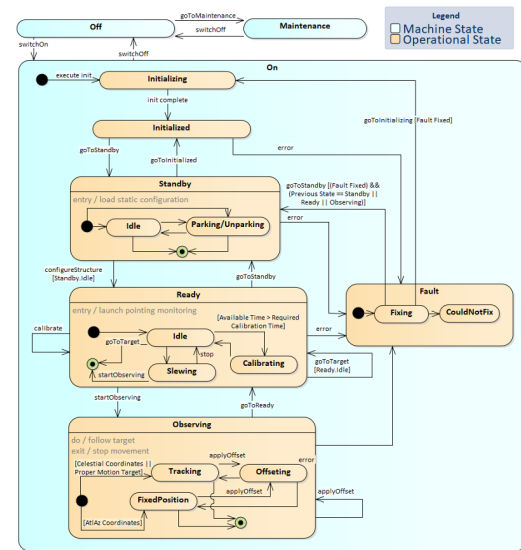 Legend
Machine State
Operational State
Off
goToMaintenance
switchOff
Maintenance
switchOn
switchOff
On
execute init
Initializing
init complete
goToInitializing [Fault Fixed]
Initialized
goToStandby
goToInitialized
error
Standby
entry / load static configuration
Idle
Parking/Unparking
goToStandby [(Fault Fixed) &&
(Previous State == Standby ||
Ready || Observing)]
error
configureStructure
[Standby.Idle]
goToStandby
Fault
Fixing
CouldNotFix
Ready
entry / launch pointing monitoring
[Available Time > Required
Calibration Time]
calibrate
Idle
goToTarget
stop
Calibrating
error
startObserving
Slewing
goToTarget
[Ready.Idle]
startObserving
goToReady
Observing
do / follow target
exit / stop movement
[Celestial Coordinates ||
Proper Motion Target]
applyOffset
error
Tracking
Offseting
applyOffset
FixedPosition
applyOffset
[AtlAz Coordinates]